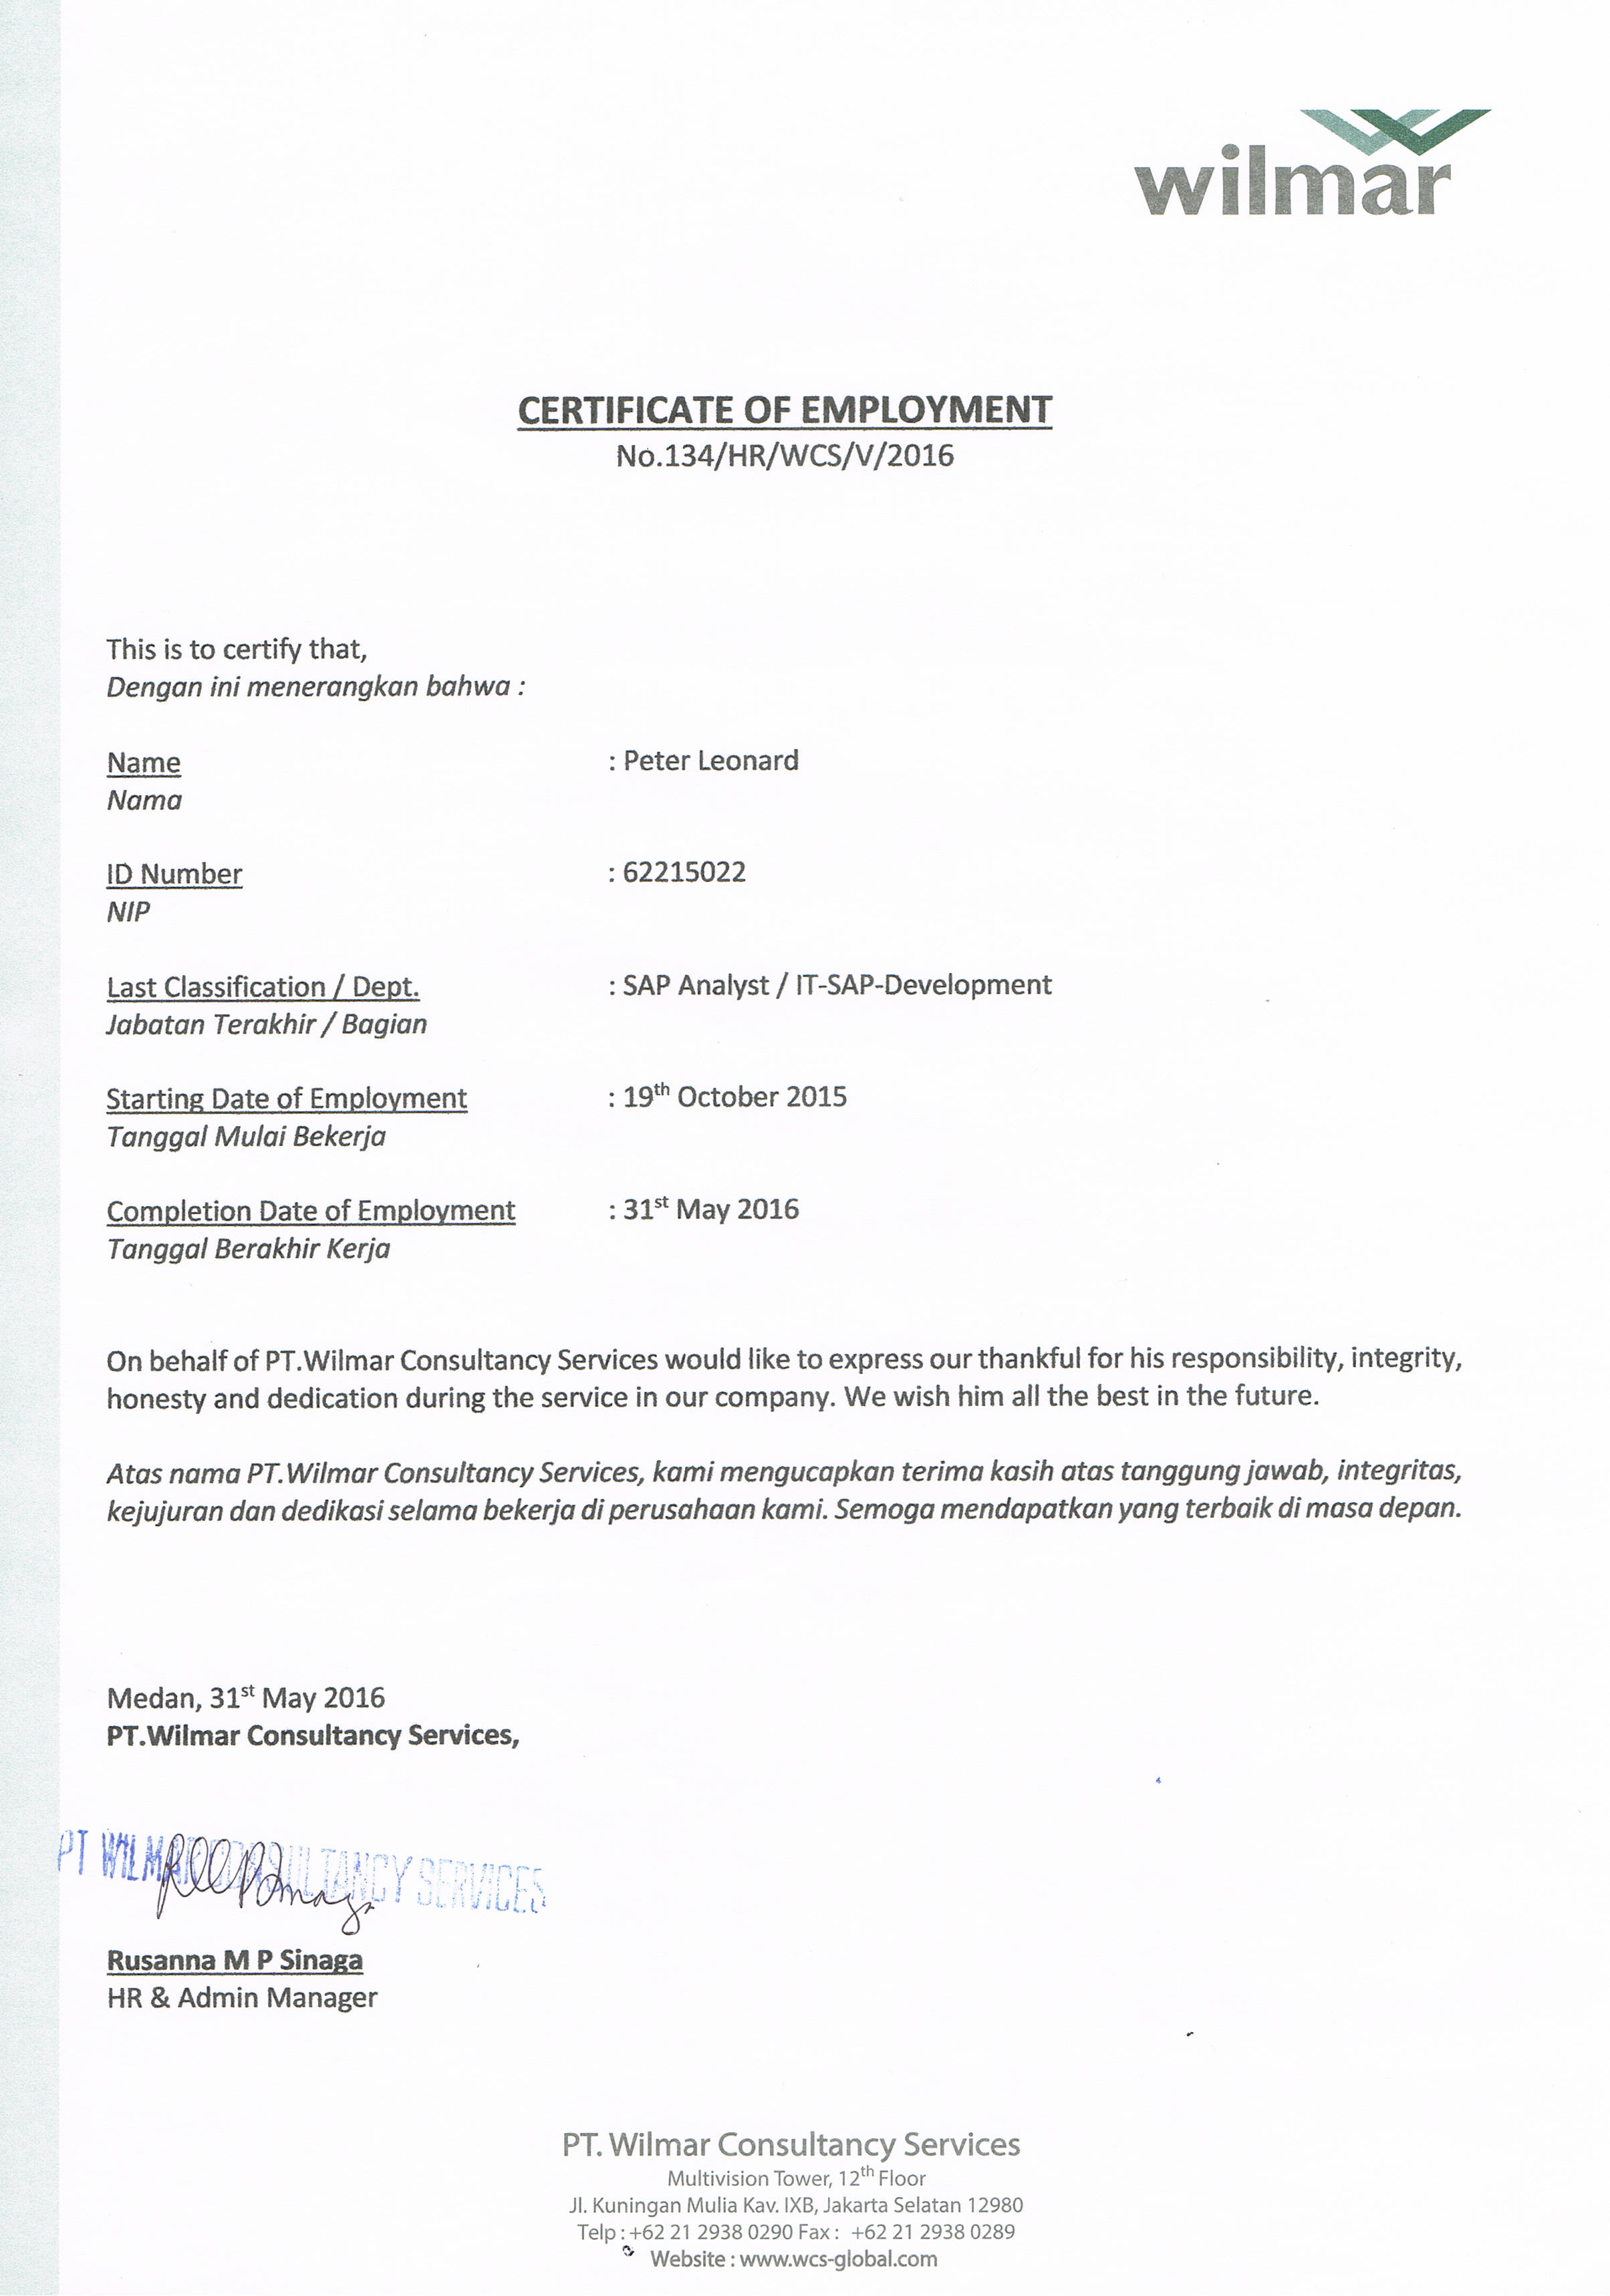 wilmar
CERTIFICATE OF EMPLOYMENT
No.134/HR/WCS/V/2016
This is to certify that,
Dengan ini menerangkan bahwa :
Name : Peter Leonard
Nama
ID Number : 62215022
NIP
Last Classification / Dept. : SAP Analyst / IT-SAP-Development
Jabatan Terakhir / Bagian
Starting Date of Employment : 19th October 2015
Tanggal Mulai Bekerja
Completion Date of Employment : 31st May 2016
Tanggal Berakhir Kerja
On behalf of PT.Wilmar Consultancy Services would like to express our thankful for his responsibility, integrity,
honesty and dedication during the service in our company. We wish him all the best in the future.
Atas nama PT.Wilmar Consultancy Services, kami mengucapkan terima kasih atas tanggung jawab, integritas,
kejujuran dan dedikasi selama bekerja di perusahaan kami. Semoga mendapatkan yang terbaik di masa depan.
Medan, 31st May 2016
PT.Wilmar Consultancy Services,
PT WILMAR CONSULTANCY SERVICES
Rusanna M P Sinaga
HR & Admin Manager
PT. Wilmar Consultancy Services
Multivision Tower, 12th Floor
Jl. Kuningan Mulia Kav. IXB, Jakarta Selatan 12980
Telp : +62 21 2938 0290 Fax : +62 21 2938 0289
Website : www.wcs-global.com